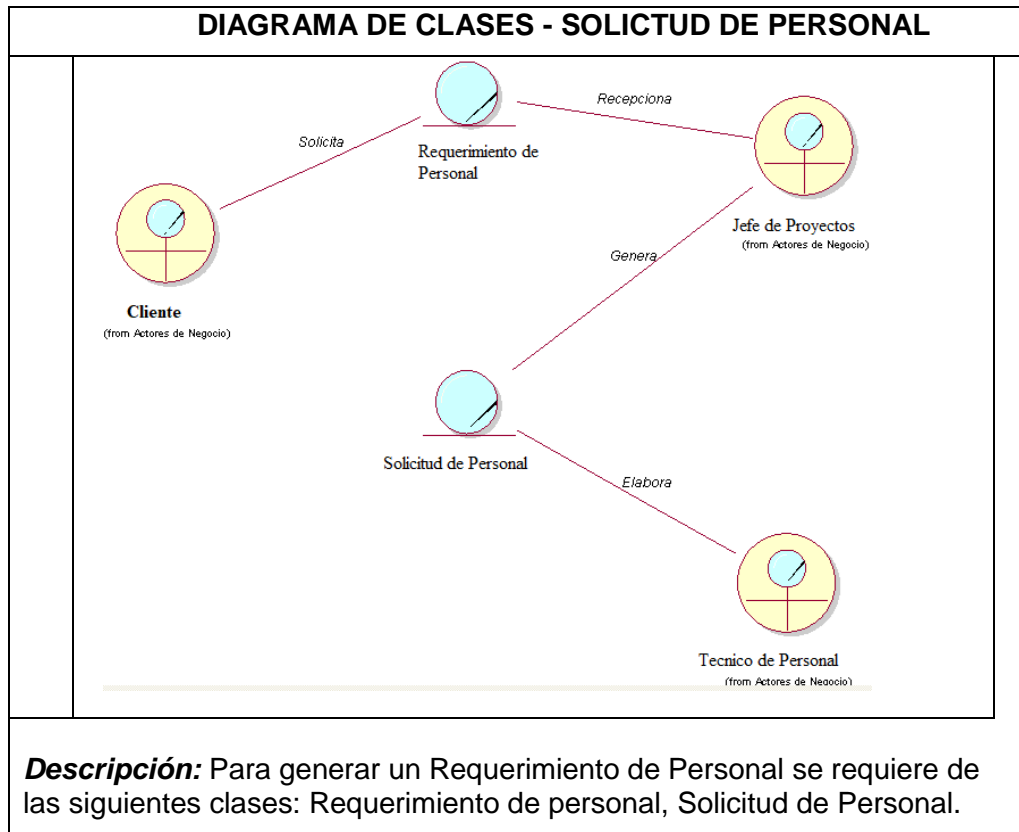 DIAGRAMA DE CLASES - SOLICTUD DE PERSONAL
Recepciona
Solicita
Requerimiento de
Personal
Jefe de Proyectos
(from Actores de Negocio)
Genera
Cliente
(from Actores de Negocio)
Solicitud de Personal
Elabora
Tecnico de Personal
(from Actores de Negocio)
Descripción: Para generar un Requerimiento de Personal se requiere de
las siguientes clases: Requerimiento de personal, Solicitud de Personal.